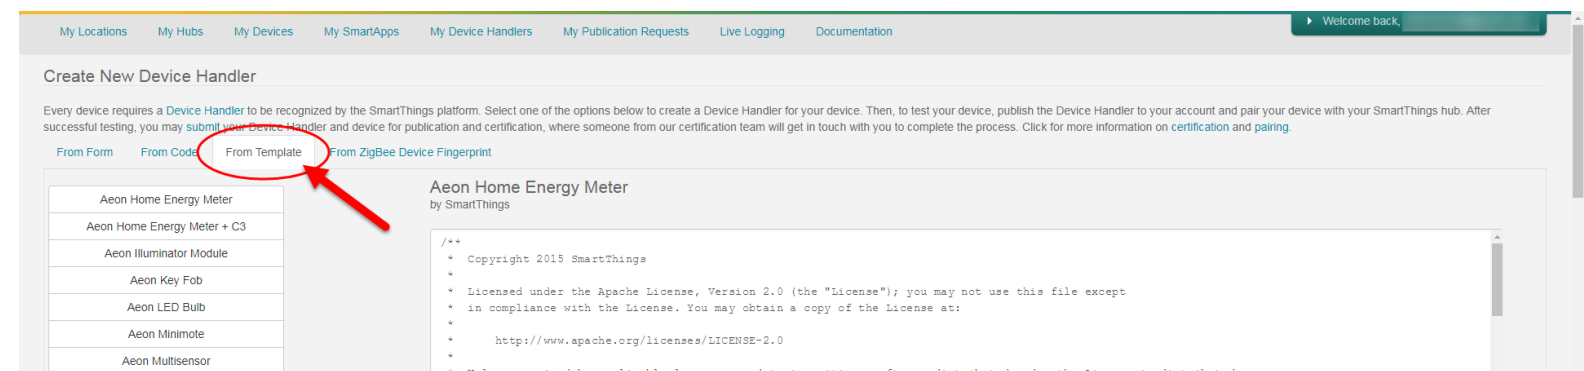 My Locations My Hubs My Devices My SmartApps My Device Handlers My Publication Requests Live Logging Documentation
Welcome back,
Create New Device Handler
Every device requires a Device Handler to be recognized by the SmartThings platform. Select one of the options below to create a Device Handler for your device. Then, to test your device, publish the Device Handler to your account and pair your device with your SmartThings hub. After
successful testing, you may submit your Device Handler and device for publication and certification, where someone from our certification team will get in touch with you to complete the process. Click for more information on certification and pairing.
From Form From Code From Template From ZigBee Device Fingerprint
Aeon Home Energy Meter
Aeon Home Energy Meter + C3
Aeon Illuminator Module
Aeon Key Fob
Aeon LED Bulb
Aeon Minimote
Aeon Multisensor
Aeon Home Energy Meter
by SmartThings
/**
* Copyright 2015 SmartThings
*
* Licensed under the Apache License, Version 2.0 (the "License"); you may not use this file except
* in compliance with the License. You may obtain a copy of the License at:
*
* http://www.apache.org/licenses/LICENSE-2.0
*